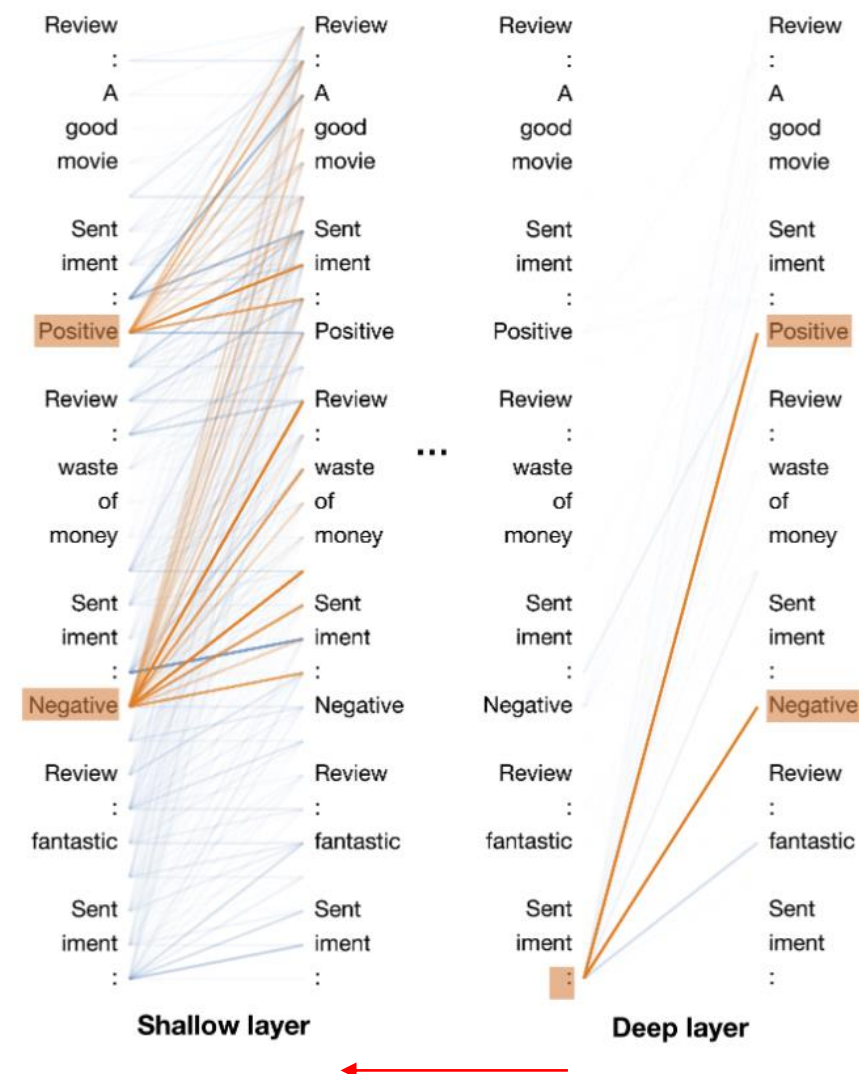 Review
:
A
good
movie
Sent
iment
:
Positive
Review
:
waste
of
money
Sent
iment
:
Negative
Review
:
fantastic
Sent
iment
:
Review
:
A
good
movie
Sent
iment
:
Positive
Review
:
waste
of
money
Sent
iment
:
Negative
Review
:
fantastic
Sent
iment
:
Shallow layer
...
Review
:
A
good
movie
Sent
iment
:
Positive
Review
:
waste
of
money
Sent
iment
:
Negative
Review
:
fantastic
Sent
iment
:
Review
:
A
good
movie
Sent
iment
:
Positive
Review
:
waste
of
money
Sent
iment
:
Negative
Review
:
fantastic
Sent
iment
:
Deep layer